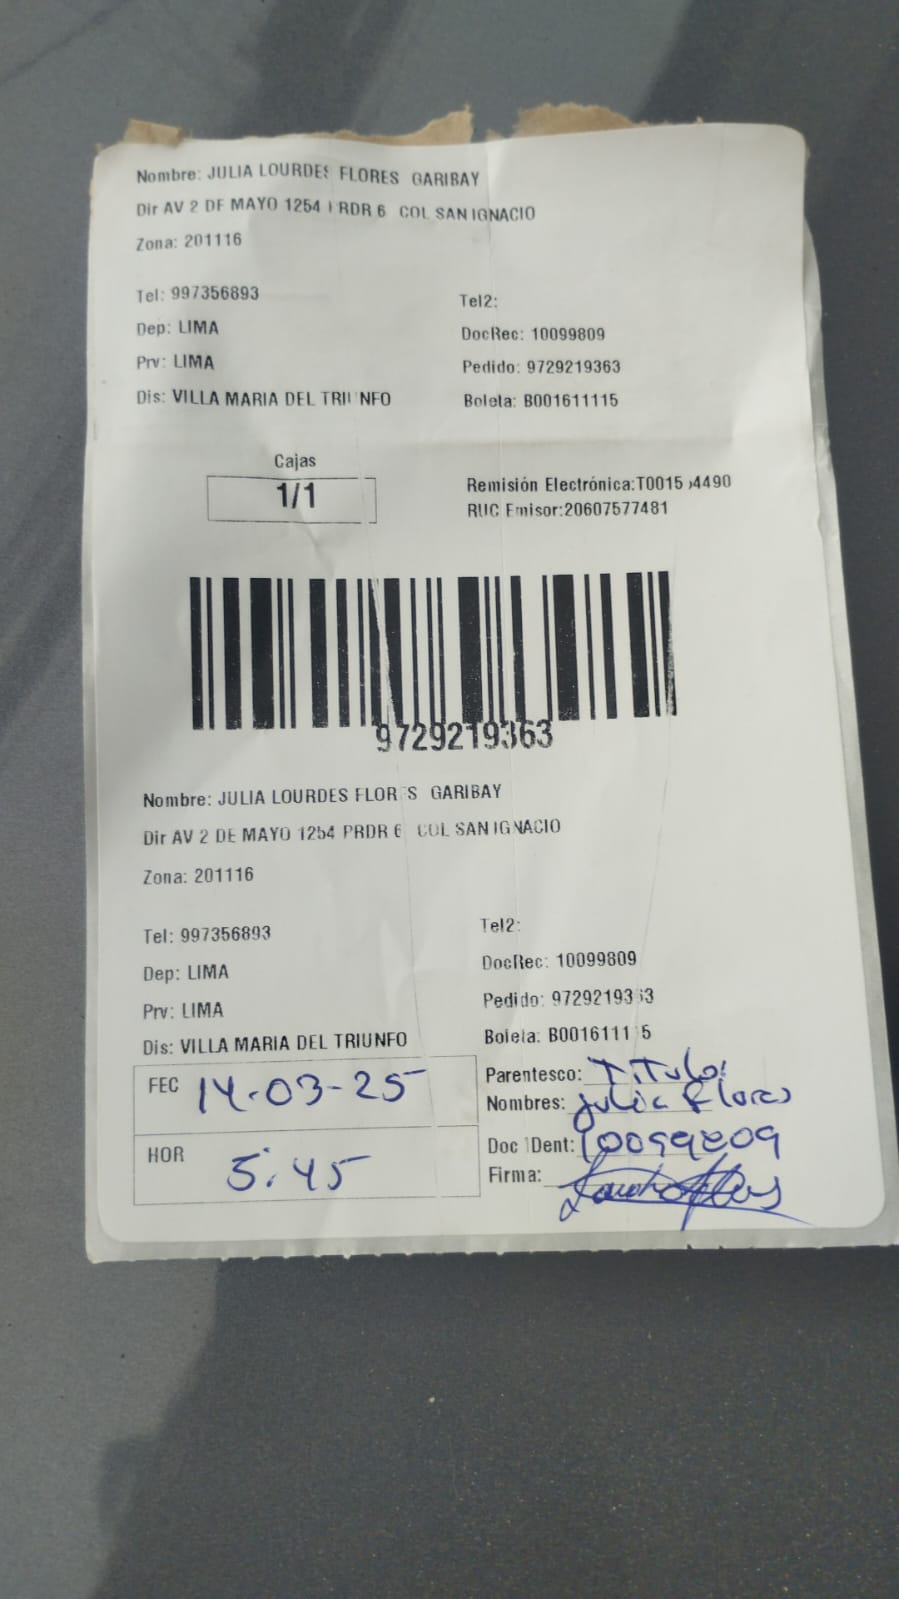 Nombre: JULIA LOURDES FLORES GARIBAY
Dir AV 2 DE MAYO 1254 PRDR 6 COL SAN IGNACIO
Zona: 201116
Tel: 997356893 Tel2:
Dep: LIMA DocRec: 10099809
Prv: LIMA Pedido: 9729219363
Dis: VILLA MARIA DEL TRIUNFO Boleta: B001611115
Cajas
1/1
Remisión Electrónica:T0015 4490
RUC Emisor:20607577481
9729219363
Nombre: JULIA LOURDES FLORES GARIBAY
Dir AV 2 DE MAYO 1254 PRDR 6 COL SAN IGNACIO
Zona: 201116
Tel: 997356893 Tel2:
Dep: LIMA DocRec: 10099809
Prv: LIMA Pedido: 9729219363
Dis: VILLA MARIA DEL TRIUNFO Boleta: B001611115
FEC 14-03-25
Parentesco: Titular
Nombres: Julia Flores
HOR 5:45
Doc Ident: 10099809
Firma: